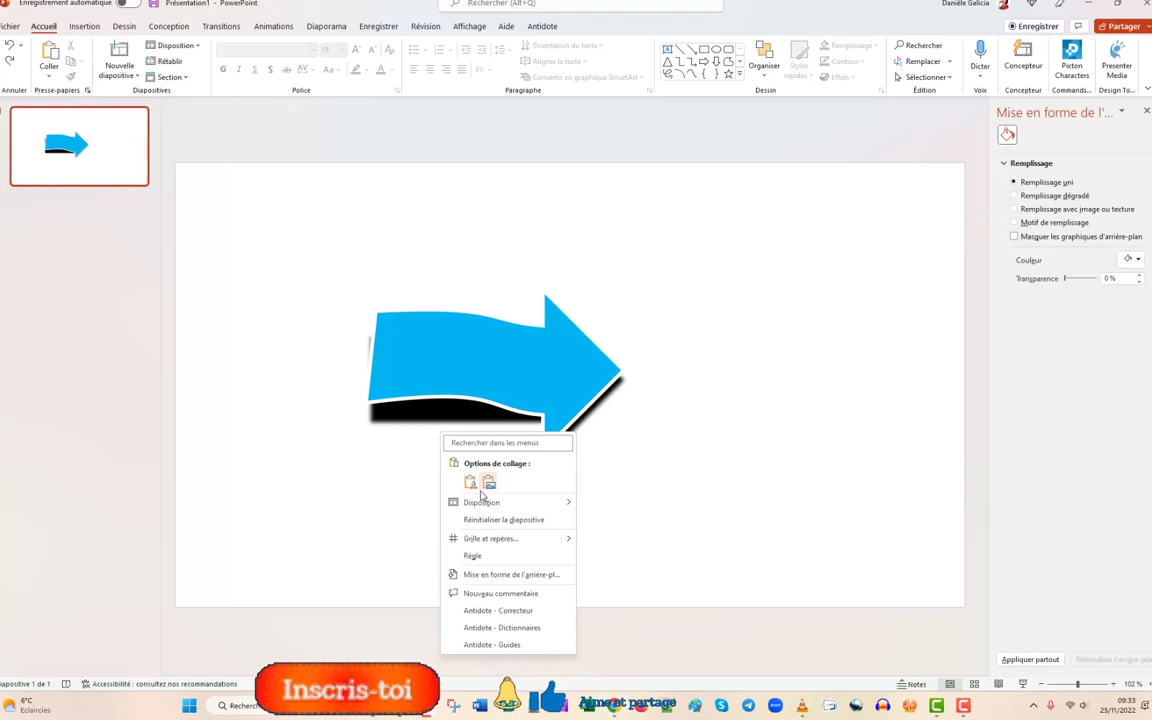 Enregistrement automatique
Présentation1 - PowerPoint
Rechercher (Alt+Q)
Danièle Galicia
Fichier
Accueil
Insertion
Dessin
Conception
Transitions
Animations
Diaporama
Enregistrer
Révision
Affichage
Aide
Antidote
Enregistrer
Partager
Coller
Nouvelle diapositive
Disposition
Rétablir
Section
18
G
I
S
S
ab
AV
Aa
A
Orientation du texte
Aligner le texte
Convertir en graphique SmartArt
Organiser
Styles rapides
Remplissage
Contour
Effets
Rechercher
Remplacer
Sélectionner
Dicter
Concepteur
Pixton Characters
Presenter Media
Annuler
Presse-papiers
Diapositives
Police
Paragraphe
Dessin
Édition
Voix
Concepteur
Commands...
Design To...
Mise en forme de l'...
Remplissage
Remplissage uni
Remplissage dégradé
Remplissage avec image ou texture
Motif de remplissage
Masquer les graphiques d'arrière-plan
Couleur
Transparence
0 %
Rechercher dans les menus
Options de collage :
Disposition
Réinitialiser la diapositive
Grille et repères...
Règle
Mise en forme de l'arrière-pl...
Nouveau commentaire
Antidote - Correcteur
Antidote - Dictionnaires
Antidote - Guides
Appliquer partout
Réinitialiser l'arrière-plan
Diapositive 1 de 1
Accessibilité : consultez nos recommandations
Notes
102 %
Inscris-toi
Aime et partage
6°C
Eclaircies
09:33
25/11/2022